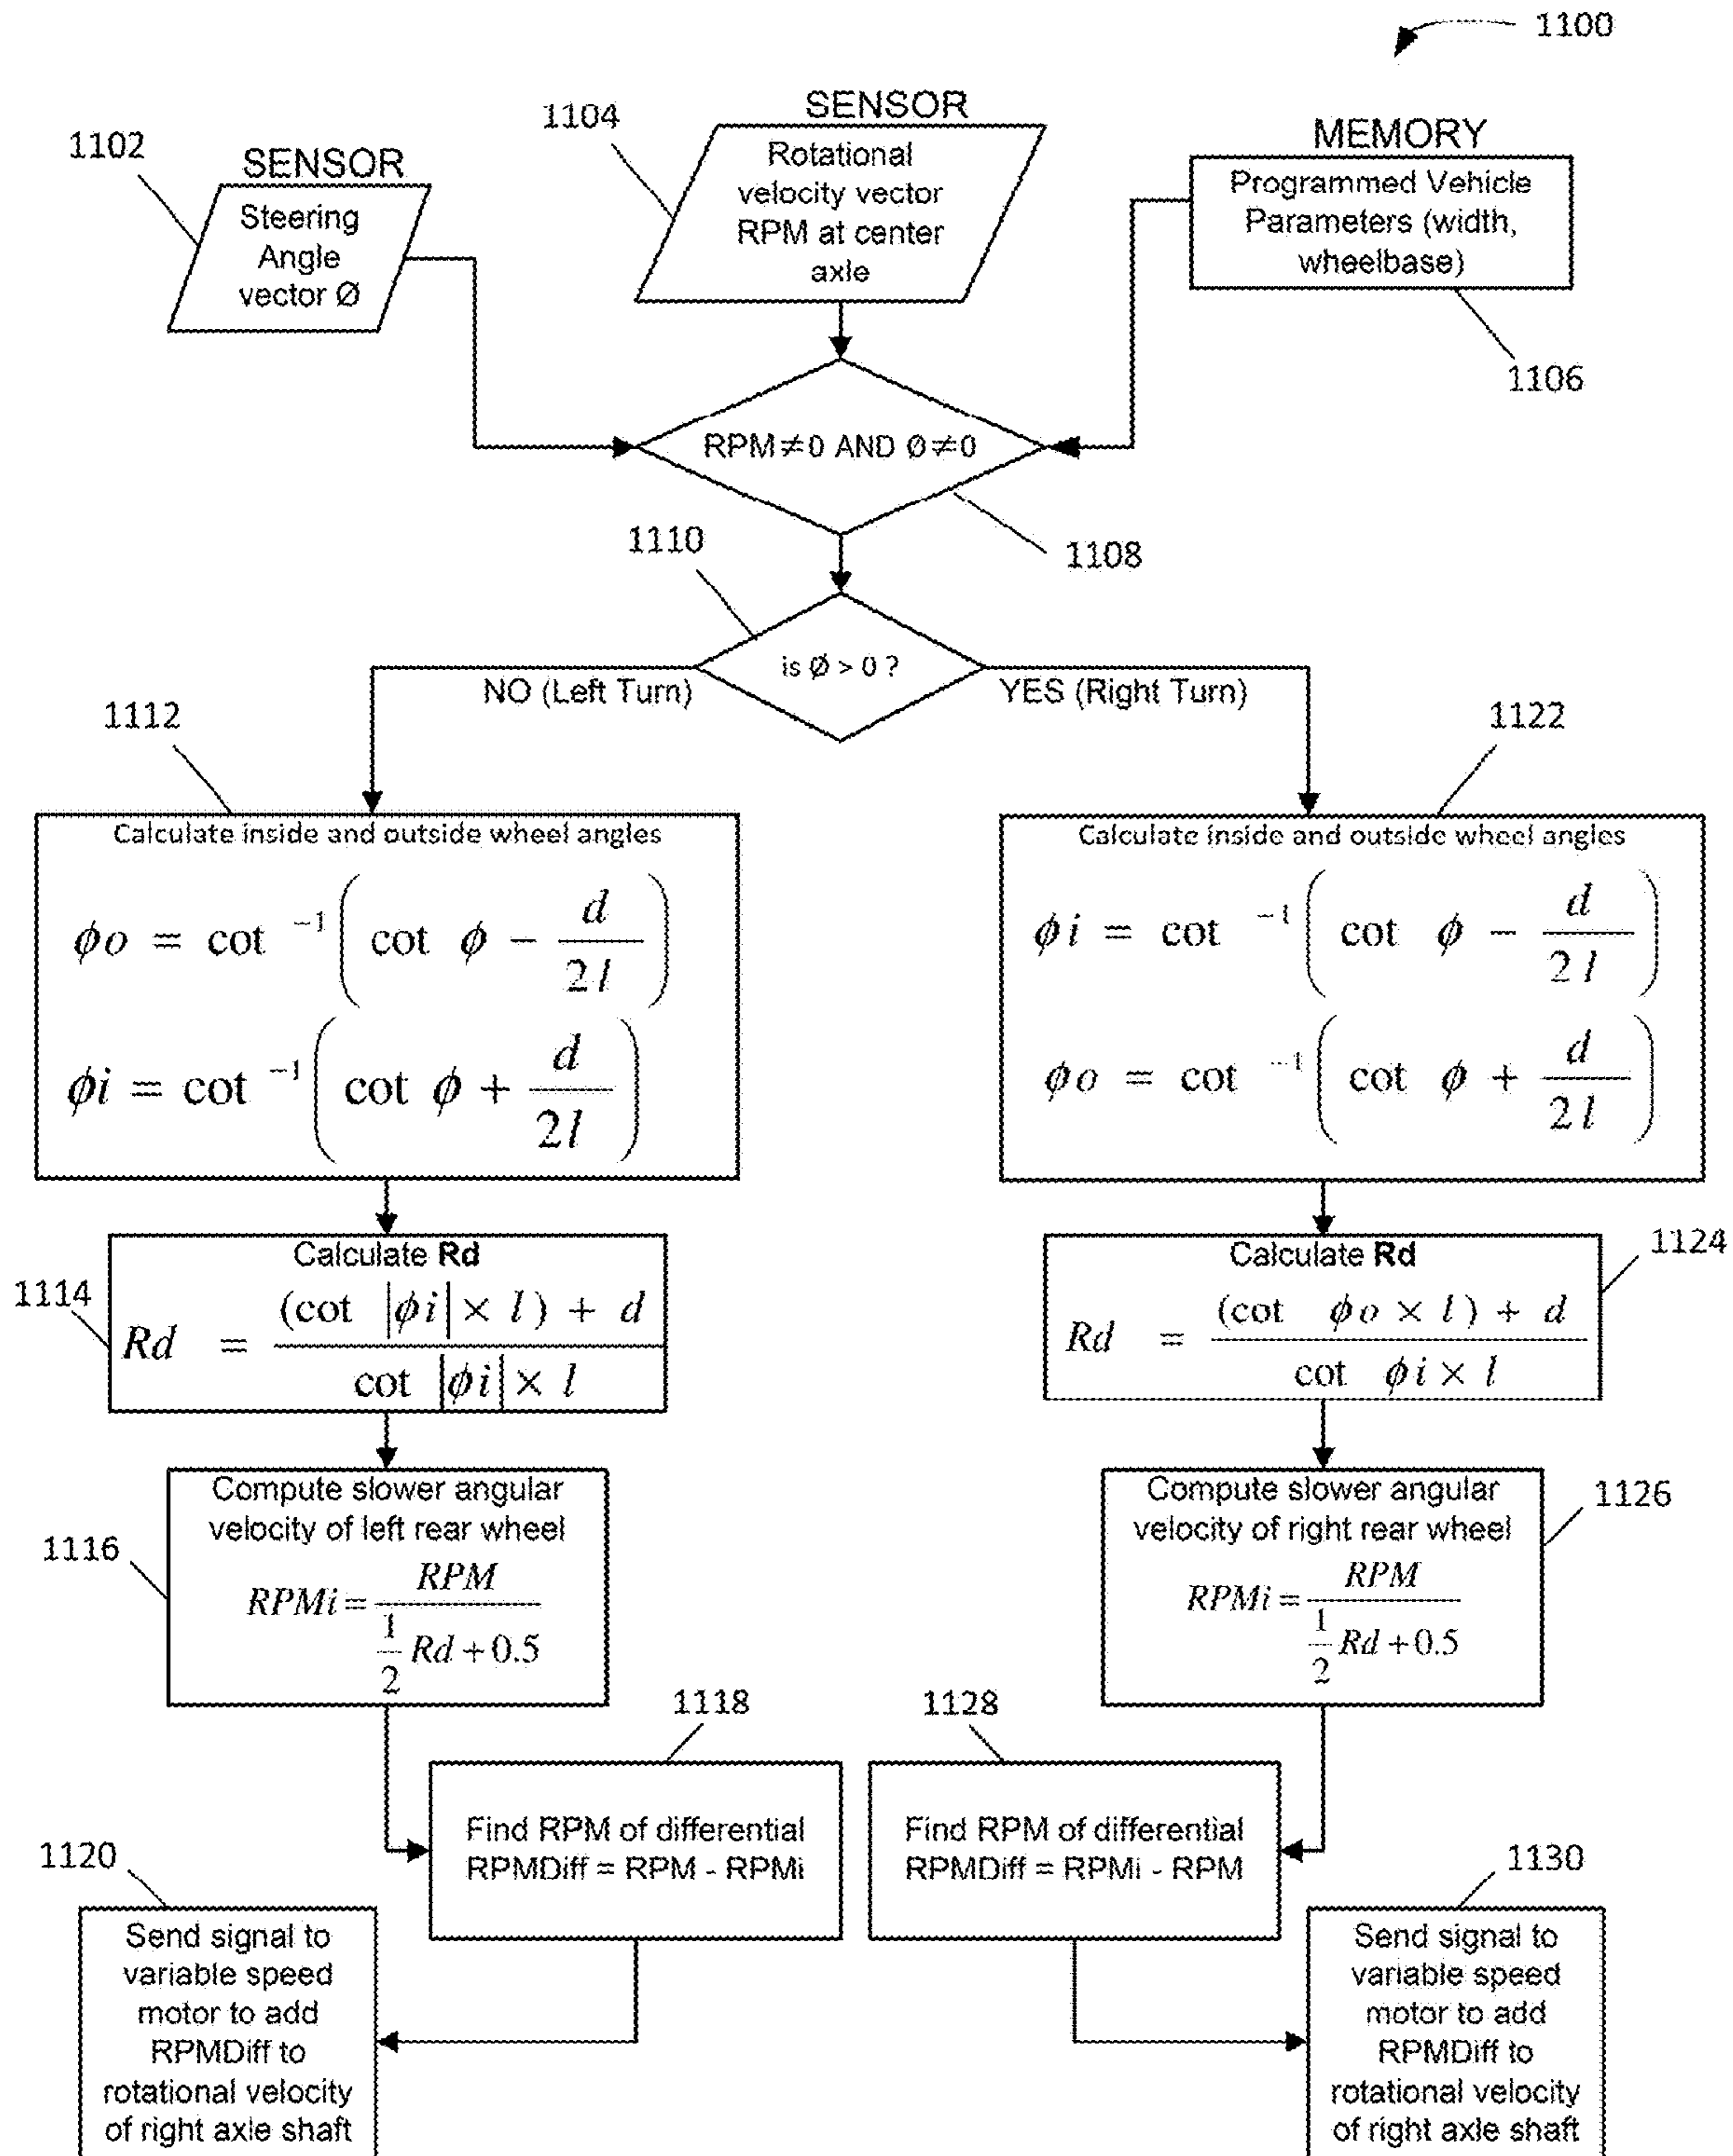 1100
1102
SENSOR
Steering
Angle
vector Ø
1104
SENSOR
Rotational
velocity vector
RPM at center
axle
MEMORY
Programmed Vehicle
Parameters (width,
wheelbase)
1106
RPM≠0 AND Ø≠0
1108
1110
is Ø > 0 ?
NO (Left Turn)
YES (Right Turn)
1112
Calculate inside and outside wheel angles
ϕo = cot ⁻¹ ( cot ϕ − d / 2l )
ϕi = cot ⁻¹ ( cot ϕ + d / 2l )
1122
Calculate inside and outside wheel angles
ϕi = cot ⁻¹ ( cot ϕ − d / 2l )
ϕo = cot ⁻¹ ( cot ϕ + d / 2l )
1114
Calculate Rd
Rd = (cot |ϕi| × l) + d / cot |ϕi| × l
1124
Calculate Rd
Rd = (cot ϕo × l) + d / cot ϕi × l
1116
Compute slower angular
velocity of left rear wheel
RPMi = RPM / 1/2 Rd + 0.5
1126
Compute slower angular
velocity of right rear wheel
RPMi = RPM / 1/2 Rd + 0.5
1118
Find RPM of differential
RPMDiff = RPM - RPMi
1128
Find RPM of differential
RPMDiff = RPMi - RPM
1120
Send signal to
variable speed
motor to add
RPMDiff to
rotational velocity
of right axle shaft
1130
Send signal to
variable speed
motor to add
RPMDiff to
rotational velocity
of right axle shaft